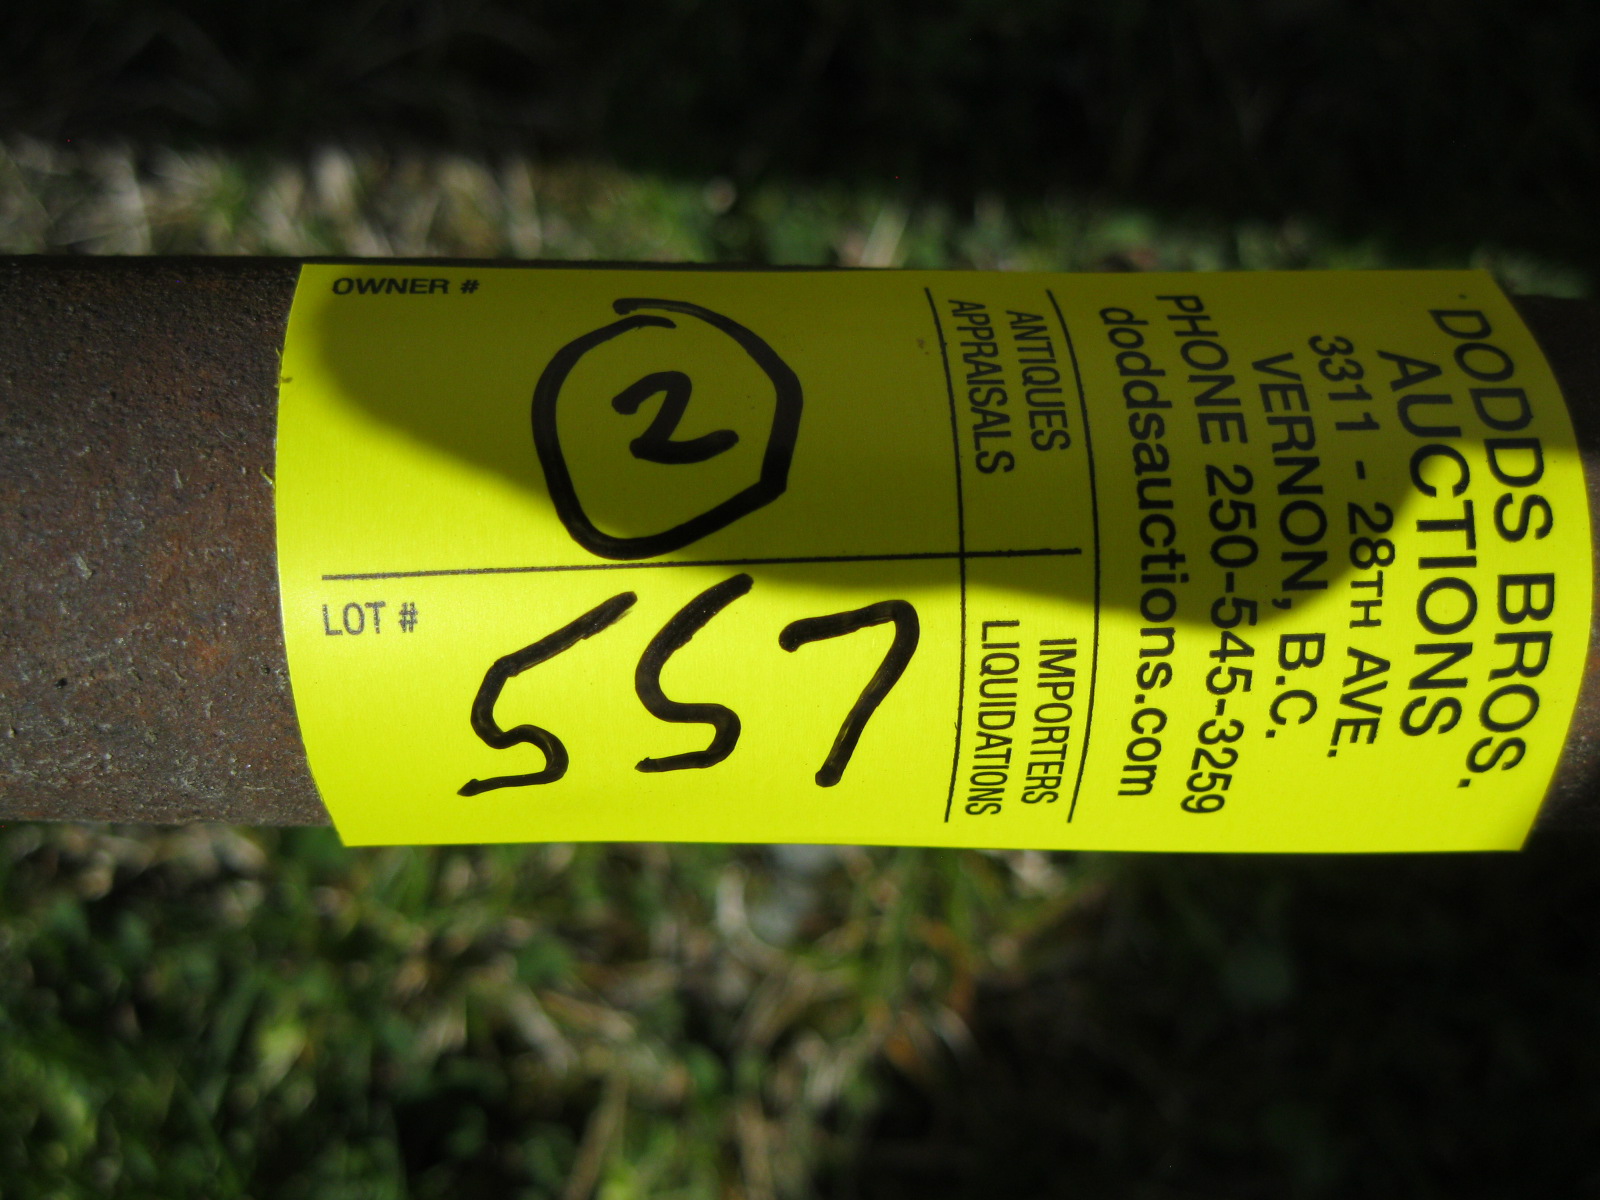 DODDS BROS.
AUCTIONS
3311 - 28TH AVE.
VERNON, B.C.
PHONE 250-545-3259
doddsauctions.com
ANTIQUES
APPRAISALS
IMPORTERS
LIQUIDATIONS
OWNER #
2
LOT #
557